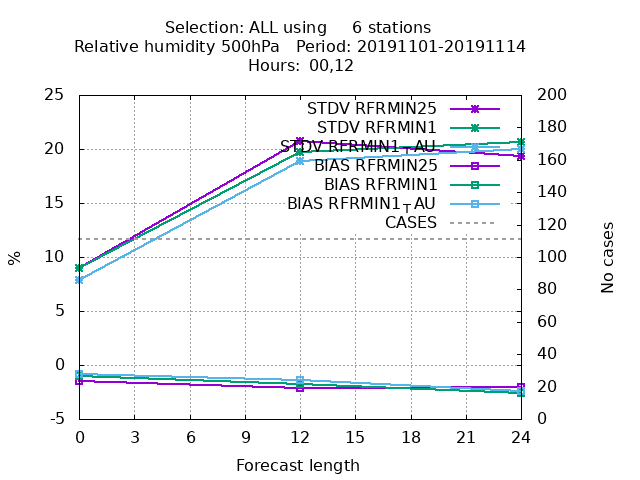 Selection: ALL using 6 stations
Relative humidity 500hPa Period: 20191101-20191114
Hours: 00,12
25
20
15
10
5
0
-5
%
STDV RFRMIN25
STDV RFRMIN1
STDV RFRMIN1TAU
BIAS RFRMIN25
BIAS RFRMIN1
BIAS RFRMIN1TAU
CASES
200
180
160
140
120
100
80
60
40
20
0
No cases
0 3 6 9 12 15 18 21 24
Forecast length